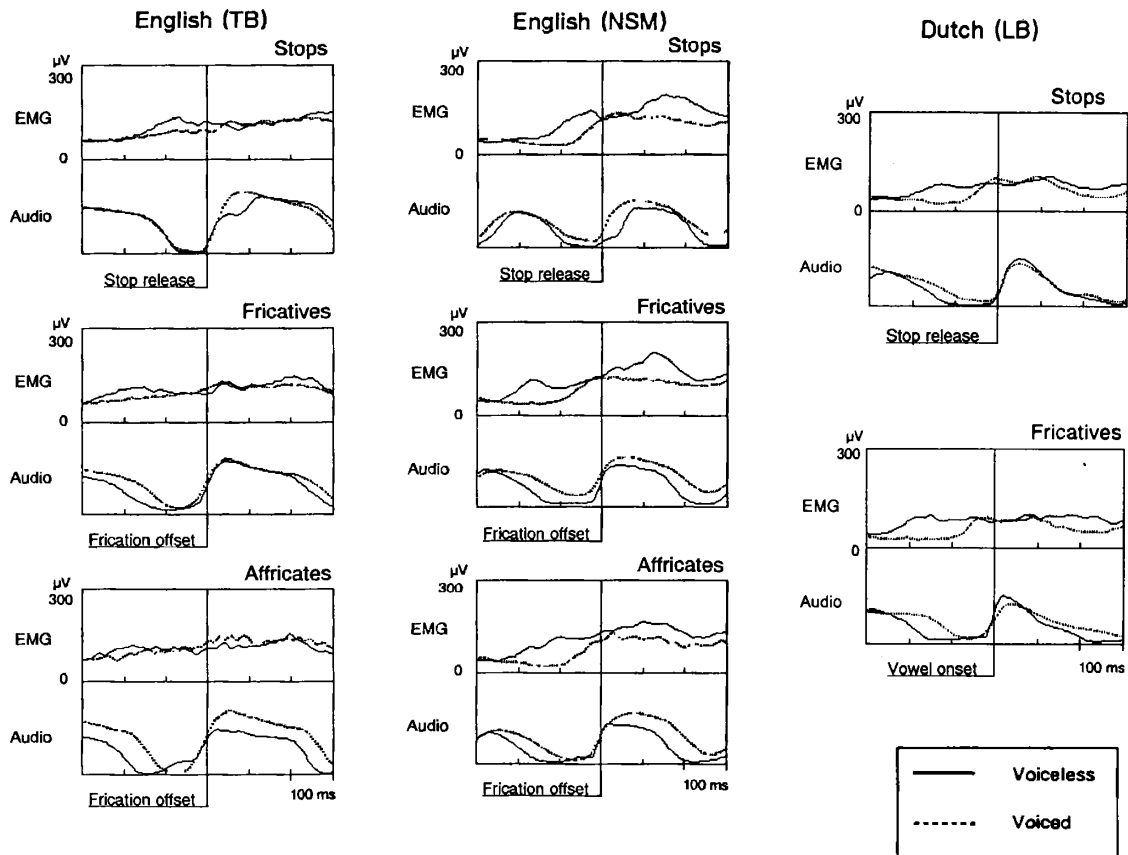 English (TB)
Stops
µV
300
EMG
0
Audio
Stop release
Fricatives
µV
300
EMG
0
Audio
Frication offset
Affricates
µV
300
EMG
0
Audio
Frication offset
100 ms
English (NSM)
Stops
µV
300
EMG
0
Audio
Stop release
Fricatives
µV
300
EMG
0
Audio
Frication offset
Affricates
µV
300
EMG
0
Audio
Frication offset
100 ms
Dutch (LB)
Stops
µV
300
EMG
0
Audio
Stop release
Fricatives
µV
300
EMG
0
Audio
Vowel onset
100 ms
Voiceless
Voiced